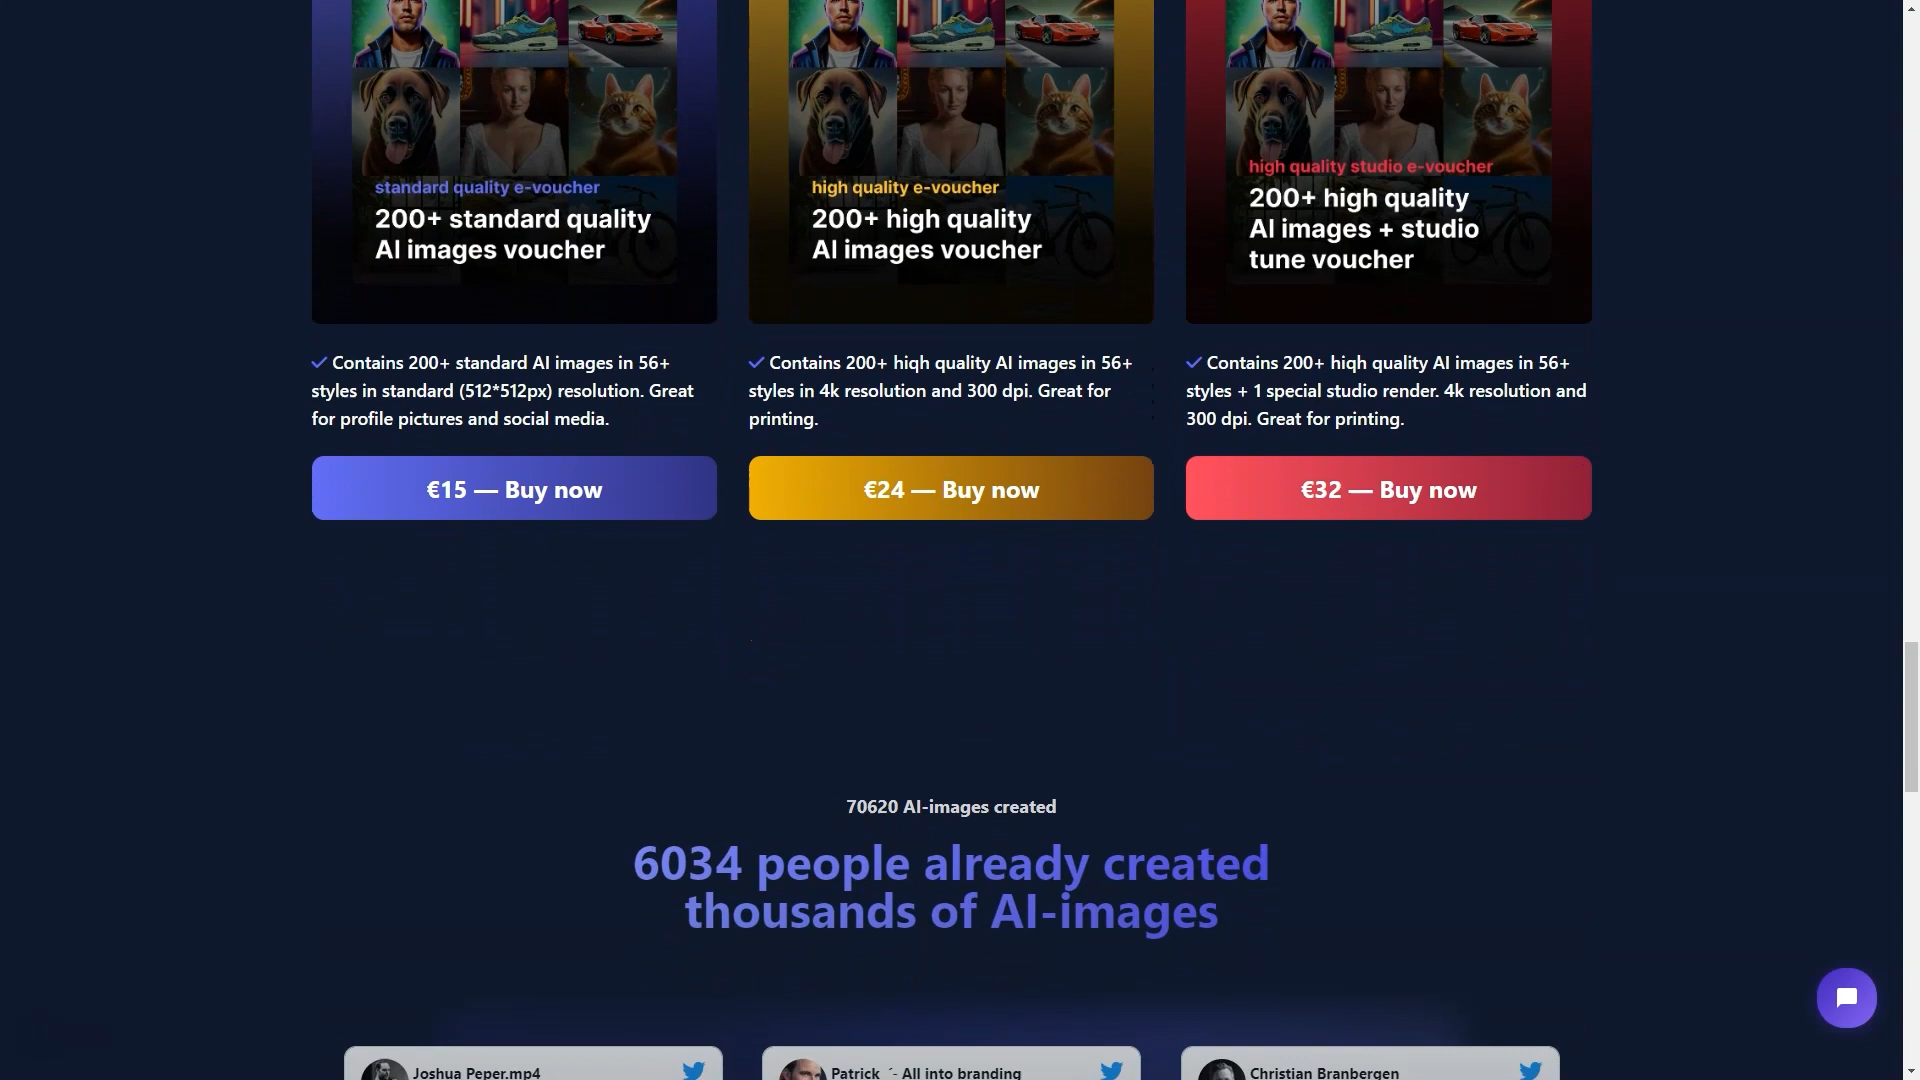 standard quality e-voucher
200+ standard quality
AI images voucher
high quality e-voucher
200+ high quality
AI images voucher
high quality studio e-voucher
200+ high quality
AI images + studio
tune voucher
Contains 200+ standard AI images in 56+
styles in standard (512*512px) resolution. Great
for profile pictures and social media.
Contains 200+ hiqh quality AI images in 56+
styles in 4k resolution and 300 dpi. Great for
printing.
Contains 200+ hiqh quality AI images in 56+
styles + 1 special studio render. 4k resolution and
300 dpi. Great for printing.
€15 — Buy now
€24 — Buy now
€32 — Buy now
70620 AI-images created
6034 people already created
thousands of AI-images
Joshua Peper.mp4
Patrick ´- All into branding
Christian Branbergen